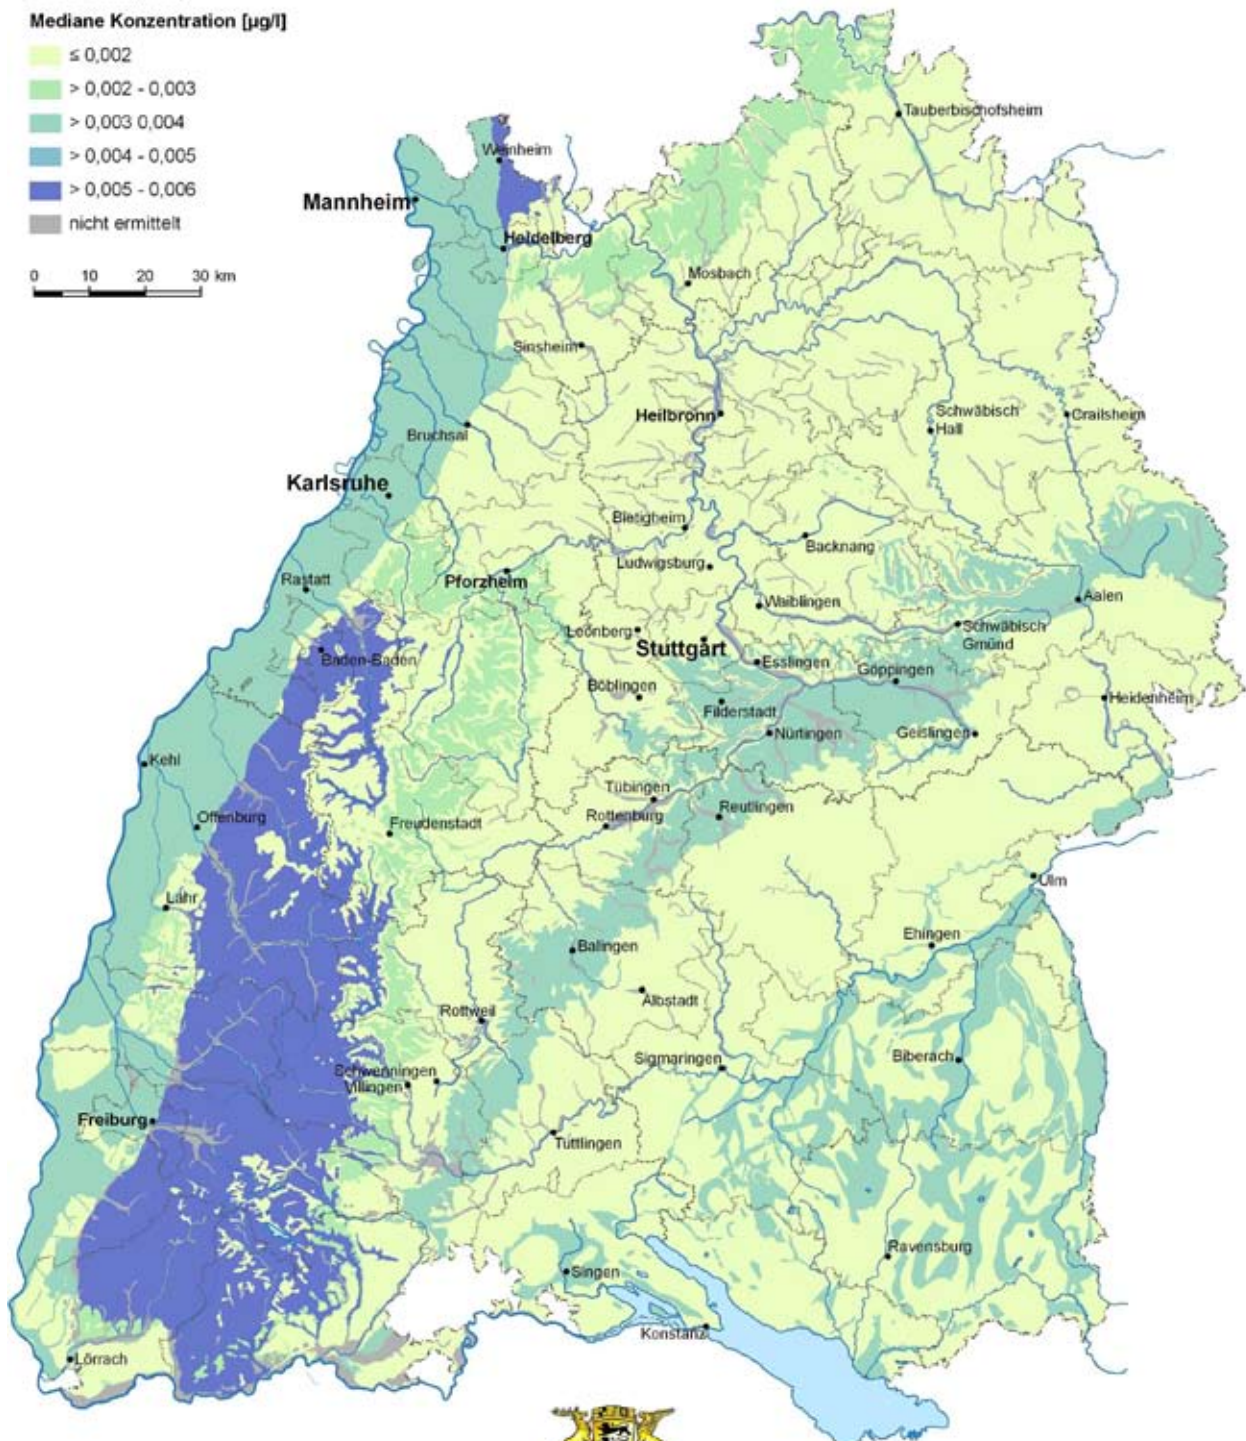 Mediane Konzentration [µg/l]
≤ 0,002
> 0,002 - 0,003
> 0,003 0,004
> 0,004 - 0,005
> 0,005 - 0,006
nicht ermittelt
0 10 20 30 km
Tauberbischofsheim
Weinheim
Mannheim
Heidelberg
Mosbach
Sinsheim
Heilbronn
Schwäbisch
Hall
Crailsheim
Bruchsal
Karlsruhe
Bietigheim
Backnang
Ludwigsburg
Pforzheim
Rastatt
Waiblingen
Aalen
Leonberg
Schwäbisch
Gmünd
Stuttgart
Baden-Baden
Esslingen
Göppingen
Böblingen
Heidenheim
Filderstadt
Nürtingen
Geislingen
Kehl
Tübingen
Reutlingen
Offenburg
Freudenstadt
Rottenburg
Ulm
Lahr
Ehingen
Balingen
Albstadt
Rottweil
Sigmaringen
Biberach
Schwenningen
Villingen
Freiburg
Tuttlingen
Ravensburg
Singen
Konstanz
Lörrach